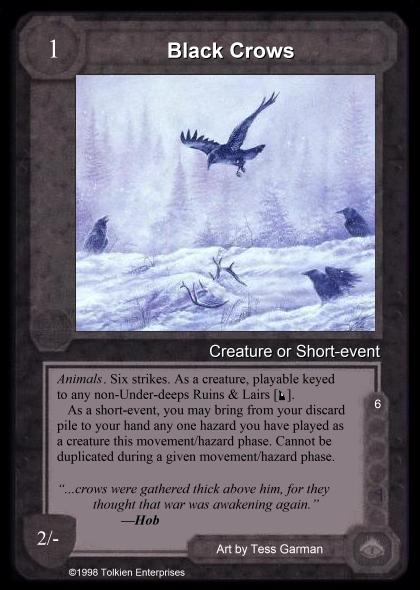 1
Black Crows
Creature or Short-event
Animals. Six strikes. As a creature, playable keyed
to any non-Under-deeps Ruins & Lairs [].
As a short-event, you may bring from your discard
pile to your hand any one hazard you have played as
a creature this movement/hazard phase. Cannot be
duplicated during a given movement/hazard phase.
6
“...crows were gathered thick above him, for they
thought that war was awakening again.”
—Hob
2/-
Art by Tess Garman
©1998 Tolkien Enterprises